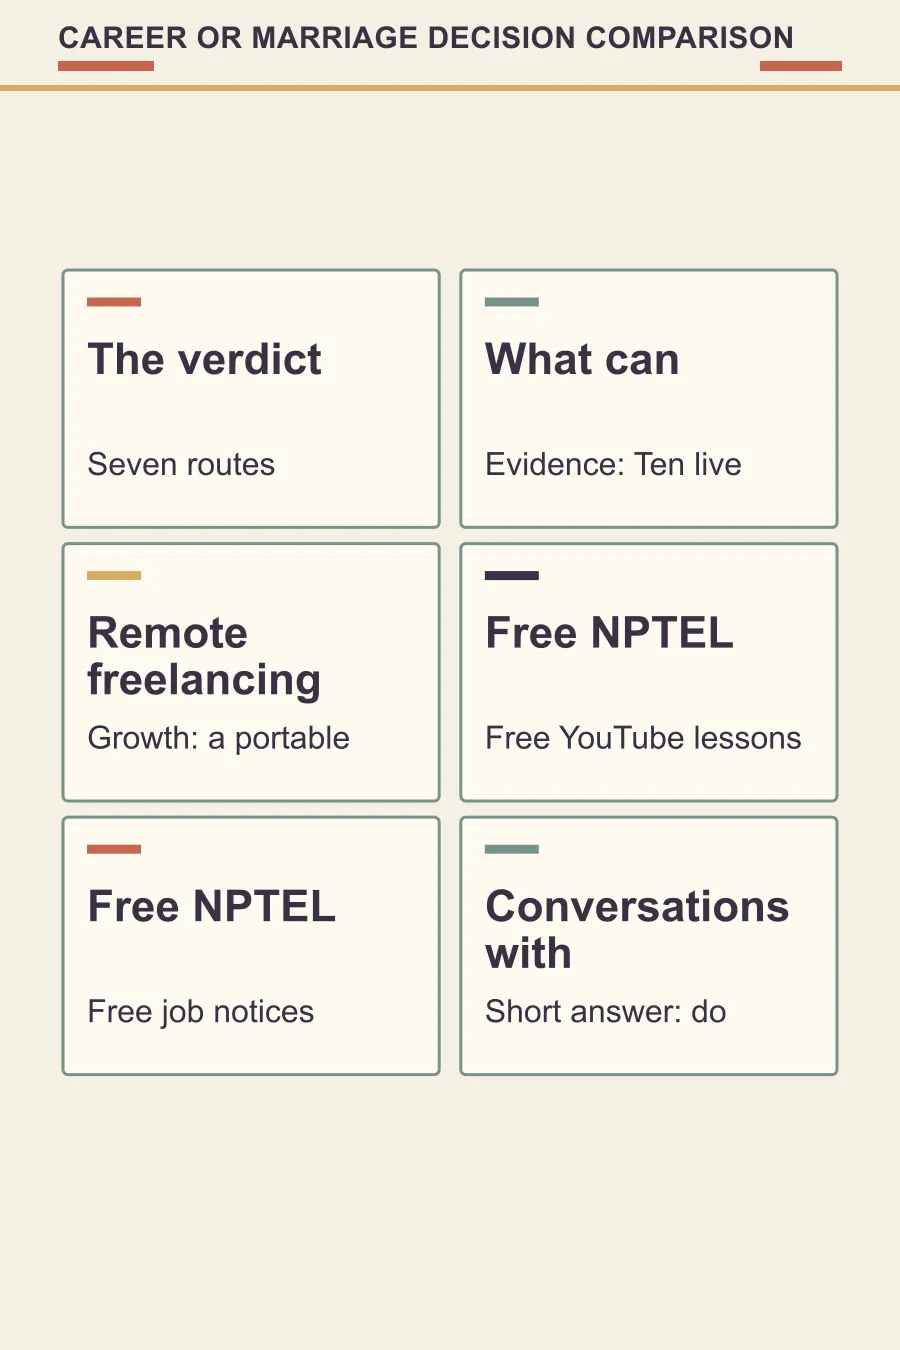 CAREER OR MARRIAGE DECISION COMPARISON
The verdict
Seven routes
What can
Evidence: Ten live
Remote
freelancing
Growth: a portable
Free NPTEL
Free YouTube lessons
Free NPTEL
Free job notices
Conversations
with
Short answer: do